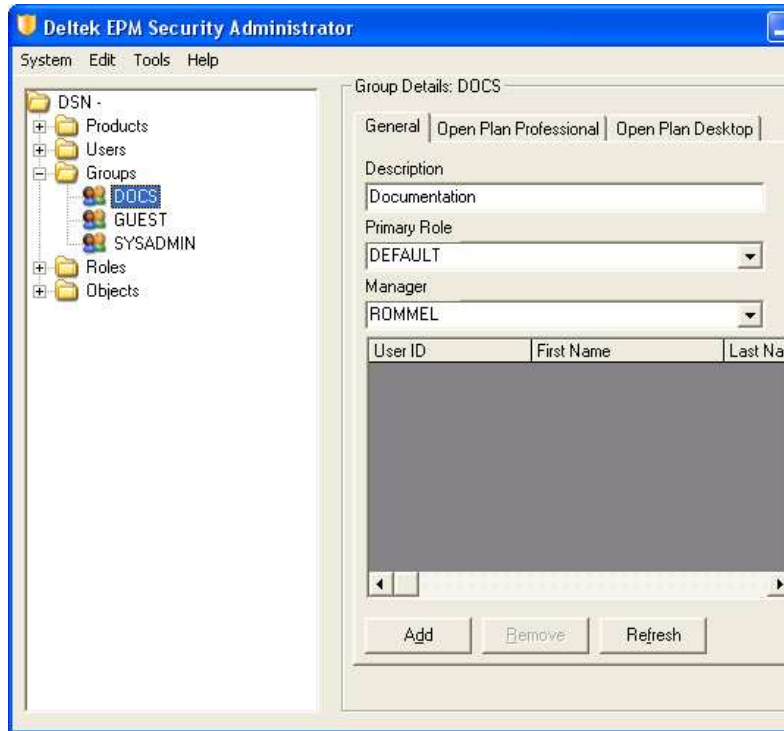 Deltek EPM Security Administrator
System Edit Tools Help
DSN -
Products
Users
Groups
DOCS
GUEST
SYSADMIN
Roles
Objects
Group Details: DOCS
General Open Plan Professional Open Plan Desktop
Description
Documentation
Primary Role
DEFAULT
Manager
ROMMEL
User ID First Name Last Na
Add Remove Refresh